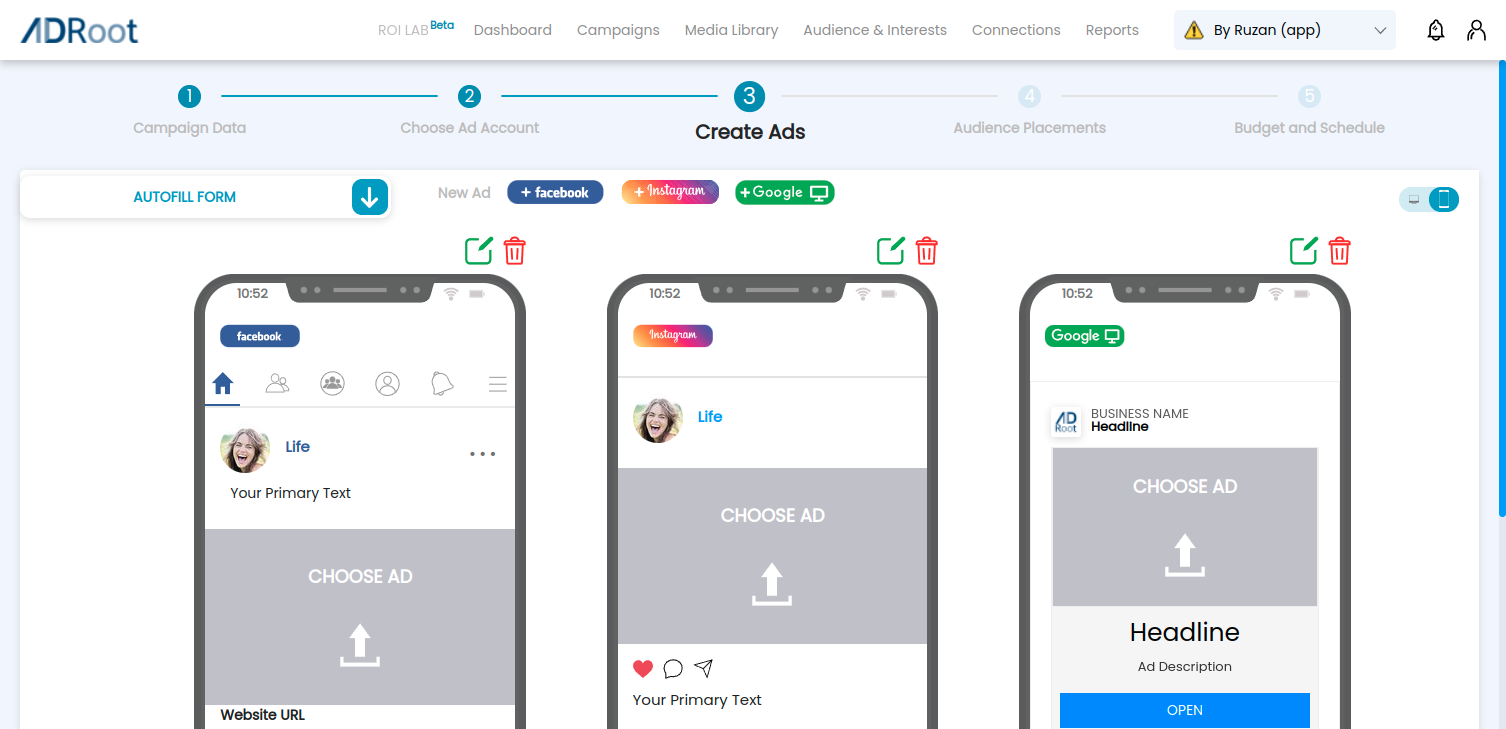 ADRoot
ROI LAB Beta Dashboard Campaigns Media Library Audience & Interests Connections Reports By Ruzan (app)
1 2 3 4 5
Campaign Data Choose Ad Account Create Ads Audience Placements Budget and Schedule
AUTOFILL FORM
New Ad + facebook + Instagram + Google
10:52
facebook
Life
Your Primary Text
CHOOSE AD
Website URL
10:52
Instagram
Life
CHOOSE AD
Your Primary Text
10:52
Google
AD
Root
BUSINESS NAME
Headline
CHOOSE AD
Headline
Ad Description
OPEN